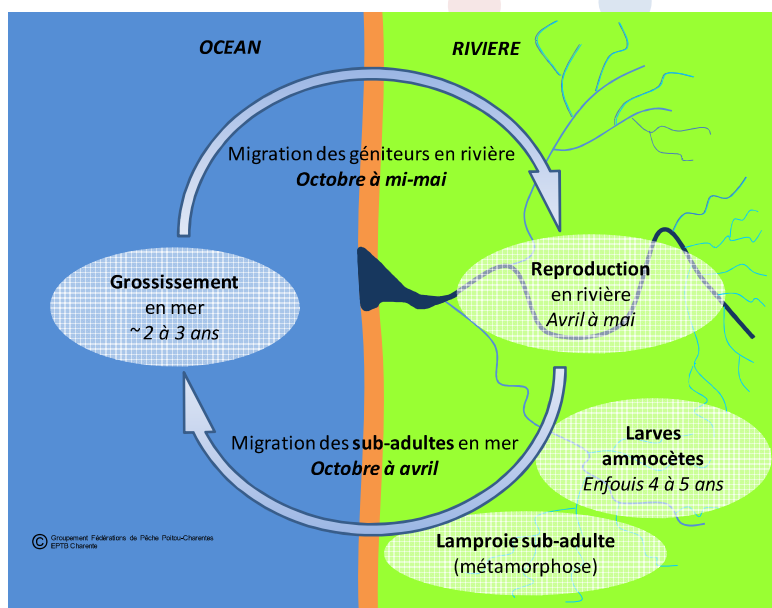 OCEAN
RIVIERE
Migration des géniteurs en rivière
Octobre à mi-mai
Grossissement
en mer
~ 2 à 3 ans
Reproduction
en rivière
Avril à mai
Migration des sub-adultes en mer
Octobre à avril
Larves
ammocètes
Enfouis 4 à 5 ans
Lamproie sub-adulte
(métamorphose)
© Groupement Fédérations de Pêche Poitou-Charentes
EPTB Charente